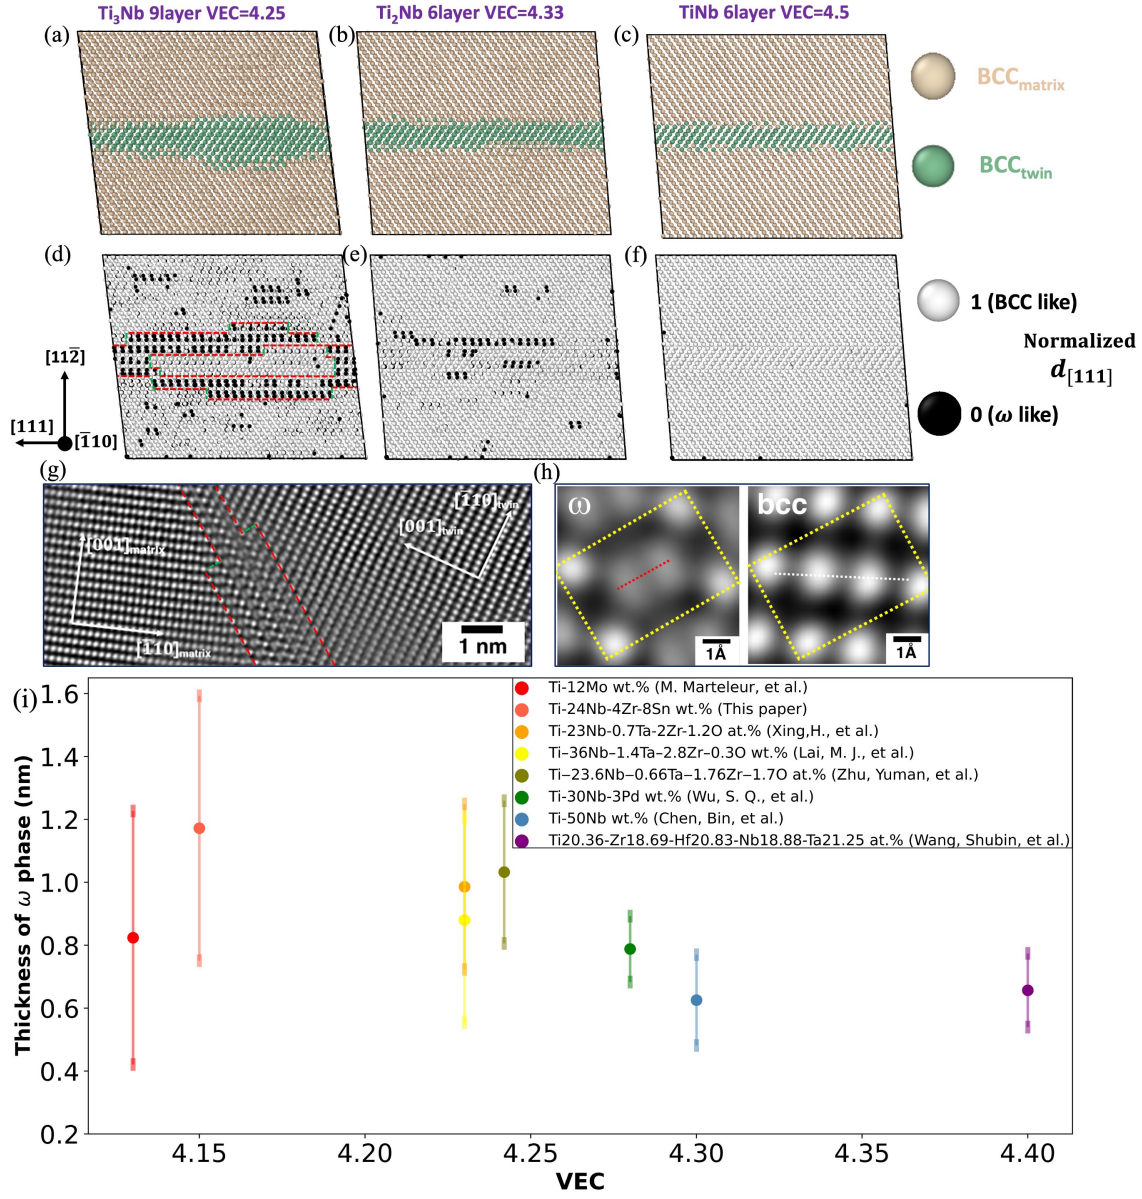 Ti₃Nb 9layer VEC=4.25
Ti₂Nb 6layer VEC=4.33
TiNb 6layer VEC=4.5
(a)
(b)
(c)
BCCmatrix
BCCtwin
(d)
(e)
(f)
[112̅]
[111]
[1̅10]
1 (BCC like)
Normalized
d[111]
0 (ω like)
(g)
[001]matrix
[1̅10]matrix
[001]twin
[1̅10]twin
1 nm
(h)
ω
1Å
bcc
1Å
(i)
Ti-12Mo wt.% (M. Marteleur, et al.)
Ti-24Nb-4Zr-8Sn wt.% (This paper)
Ti-23Nb-0.7Ta-2Zr-1.2O at.% (Xing,H., et al.)
Ti–36Nb–1.4Ta–2.8Zr–0.3O wt.% (Lai, M. J., et al.)
Ti–23.6Nb–0.66Ta–1.76Zr–1.7O at.% (Zhu, Yuman, et al.)
Ti-30Nb-3Pd wt.% (Wu, S. Q., et al.)
Ti-50Nb wt.% (Chen, Bin, et al.)
Ti20.36-Zr18.69-Hf20.83-Nb18.88-Ta21.25 at.% (Wang, Shubin, et al.)
Thickness of ω phase (nm)
1.6
1.4
1.2
1.0
0.8
0.6
0.4
0.2
4.15
4.20
4.25
4.30
4.35
4.40
VEC